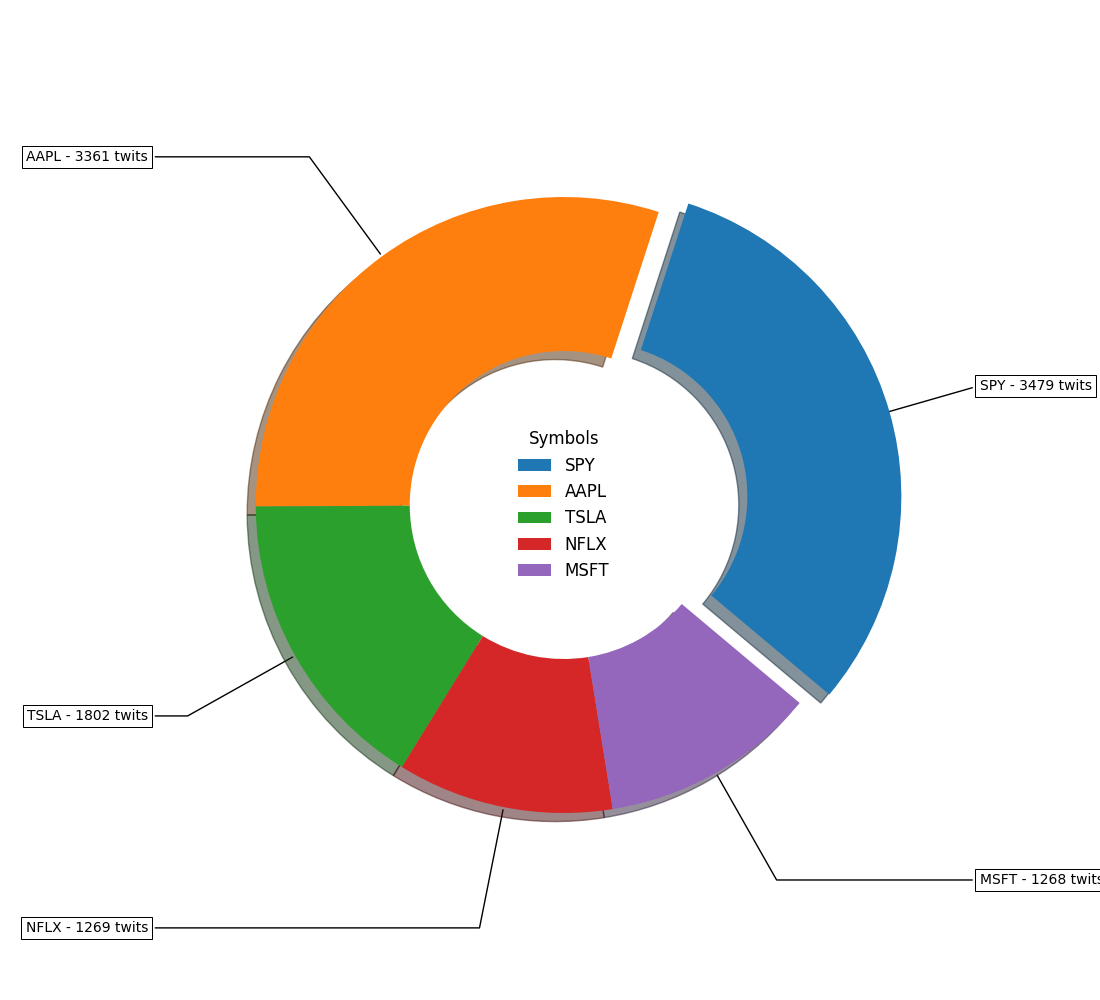 AAPL - 3361 twits
SPY - 3479 twits
Symbols
SPY
AAPL
TSLA
NFLX
MSFT
TSLA - 1802 twits
MSFT - 1268 twits
NFLX - 1269 twits